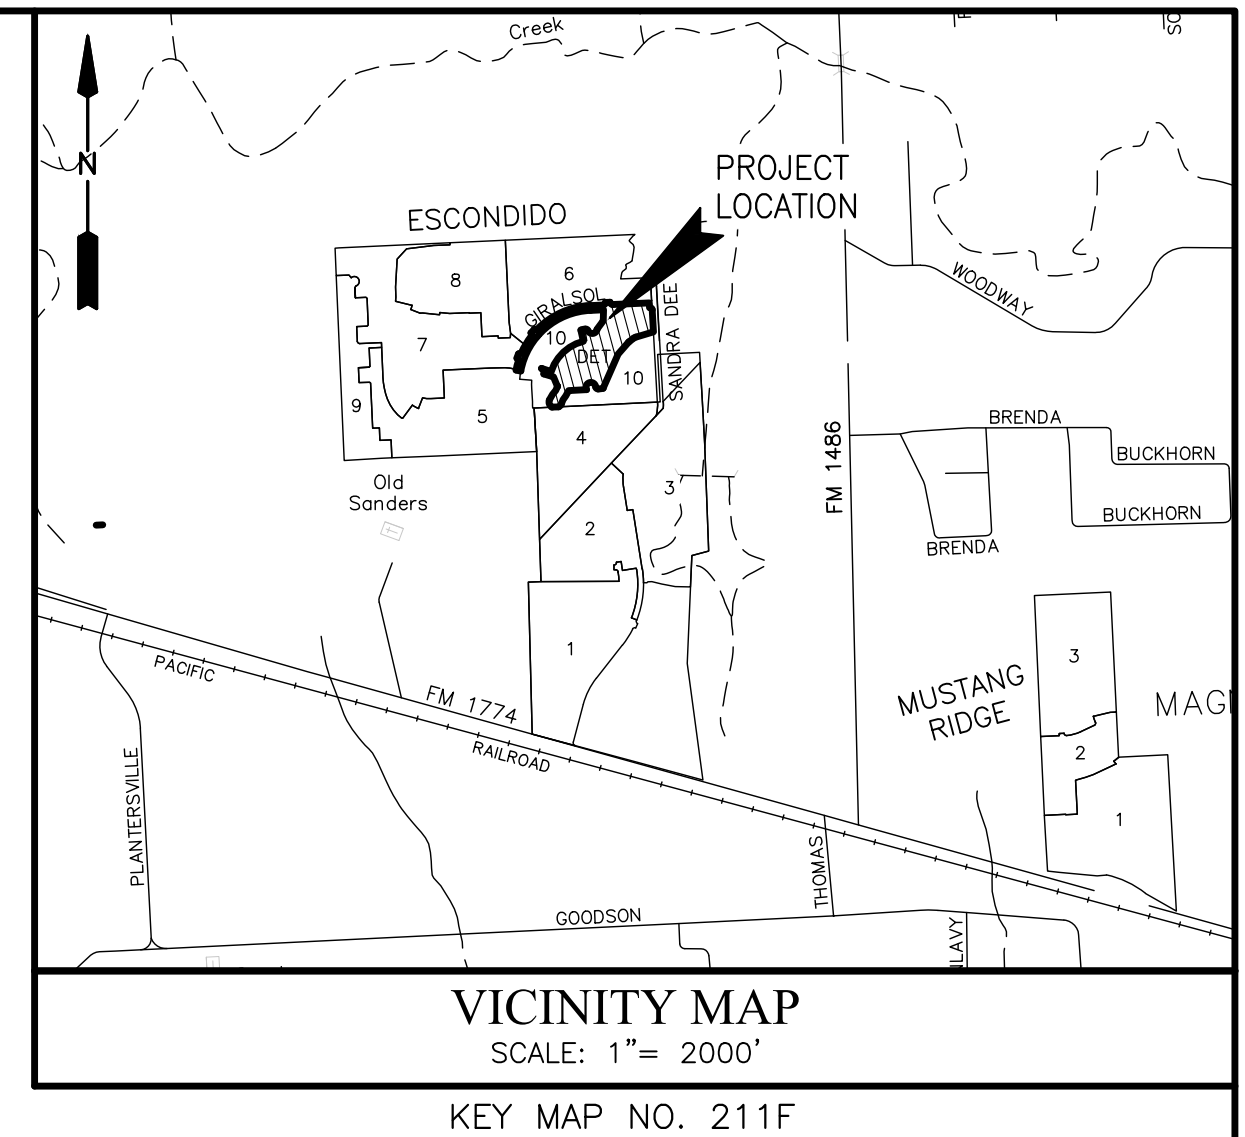 Creek
N
PROJECT
LOCATION
ESCONDIDO
8
6
WOODWAY
GIRALSOL
SANDRA DEE
10
7
DET
10
9
5
4
BRENDA
FM 1486
BUCKHORN
Old
Sanders
3
BUCKHORN
2
BRENDA
1
3
PACIFIC
MUSTANG
RIDGE
FM 1774
RAILROAD
2
1
PLANTERSVILLE
THOMAS
GOODSON
VICINITY MAP
SCALE: 1"= 2000'
KEY MAP NO. 211F